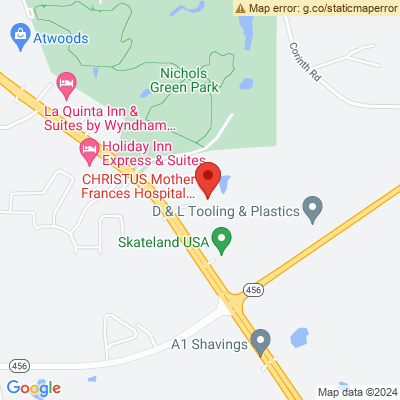 Map error: g.co/staticmaperror
Atwoods
Corinth Rd
Nichols
Green Park
La Quinta Inn &
Suites by Wyndham...
Holiday Inn
Express & Suites
CHRISTUS Mother
Frances Hospital...
D & L Tooling & Plastics
Skateland USA
456
A1 Shavings
456
Google
Map data ©2024